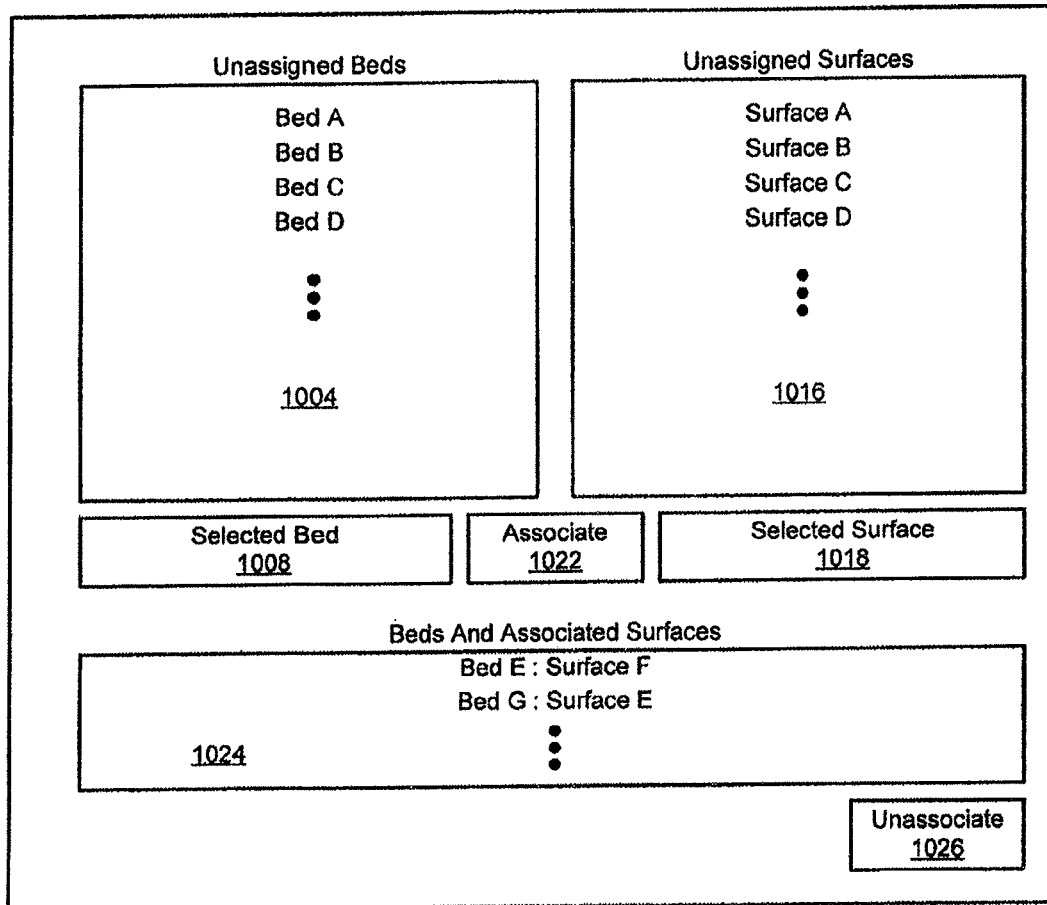 Unassigned Beds
Bed A
Bed B
Bed C
Bed D
1004
Unassigned Surfaces
Surface A
Surface B
Surface C
Surface D
1016
Selected Bed
1008
Associate
1022
Selected Surface
1018
Beds And Associated Surfaces
Bed E : Surface F
Bed G : Surface E
1024
Unassociate
1026